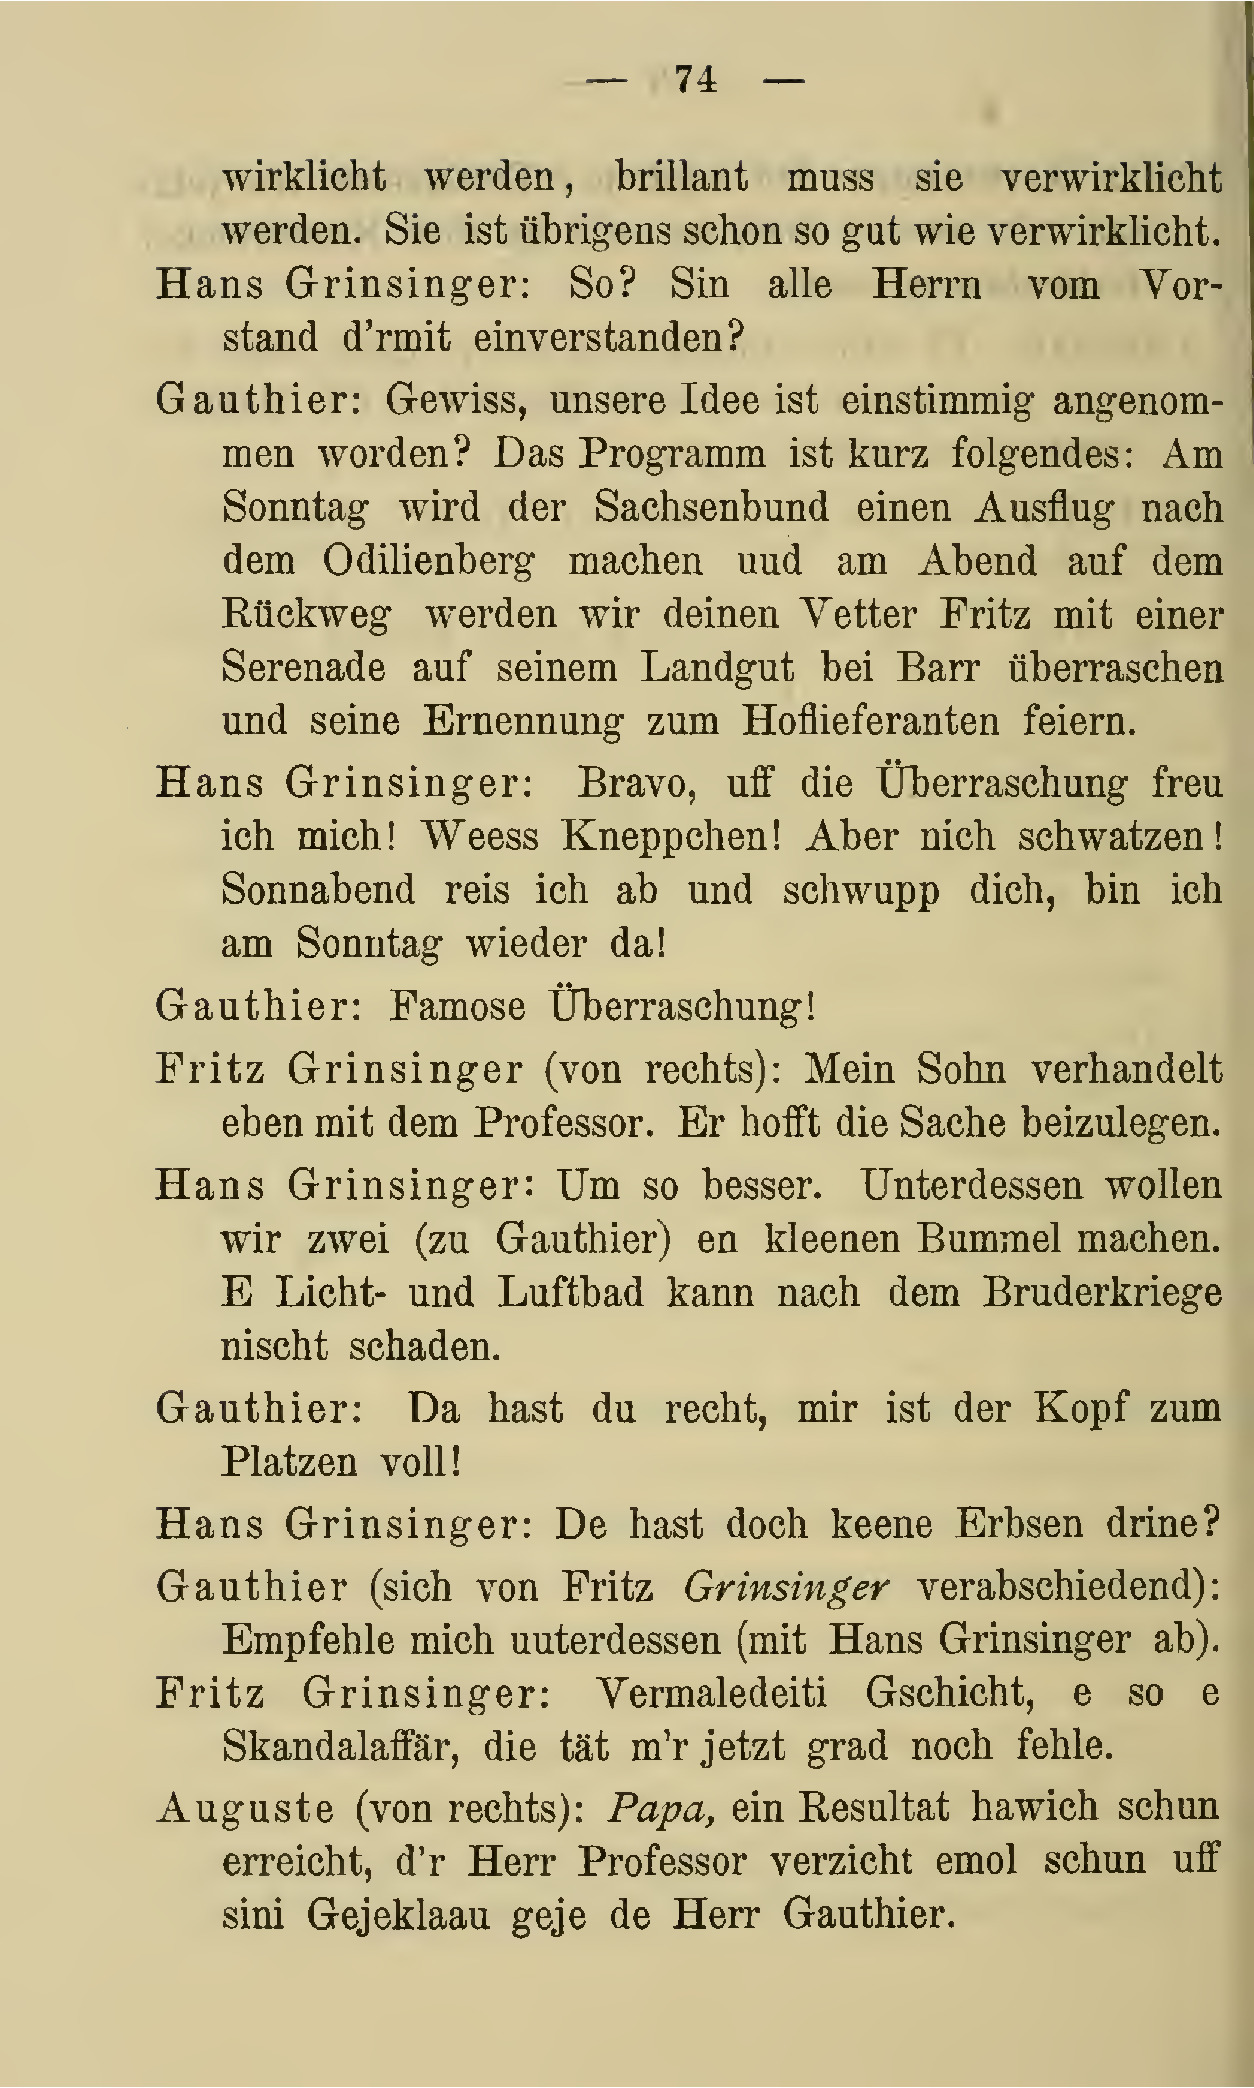 — 74 —
wirklicht werden, brillant muss sie verwirklicht
werden. Sie ist übrigens schon so gut wie verwirklicht.
Hans Grinsinger: So? Sin alle Herrn vom Vor-
stand d'rmit einverstanden?
Gauthier: Gewiss, unsere Idee ist einstimmig angenom-
men worden? Das Programm ist kurz folgendes: Am
Sonntag wird der Sachsenbund einen Ausflug nach
dem Odilienberg machen uud am Abend auf dem
Rückweg werden wir deinen Vetter Fritz mit einer
Serenade auf seinem Landgut bei Barr überraschen
und seine Ernennung zum Hoflieferanten feiern.
Hans Grinsinger: Bravo, uff die Überraschung freu
ich mich! Weess Kneppchen! Aber nich schwatzen!
Sonnabend reis ich ab und schwupp dich, bin ich
am Sonntag wieder da!
Gauthier: Famose Überraschung!
Fritz Grinsinger (von rechts): Mein Sohn verhandelt
eben mit dem Professor. Er hofft die Sache beizulegen.
Hans Grinsinger: Um so besser. Unterdessen wollen
wir zwei (zu Gauthier) en kleenen Bummel machen.
E Licht- und Luftbad kann nach dem Bruderkriege
nischt schaden.
Gauthier: Da hast du recht, mir ist der Kopf zum
Platzen voll!
Hans Grinsinger: De hast doch keene Erbsen drine?
Gauthier (sich von Fritz Grinsinger verabschiedend):
Empfehle mich uuterdessen (mit Hans Grinsinger ab).
Fritz Grinsinger: Vermaledeiti Gschicht, e so e
Skandalaffär, die tät m'r jetzt grad noch fehle.
Auguste (von rechts): Papa, ein Resultat hawich schun
erreicht, d'r Herr Professor verzicht emol schun uff
sini Gejeklaau geje de Herr Gauthier.